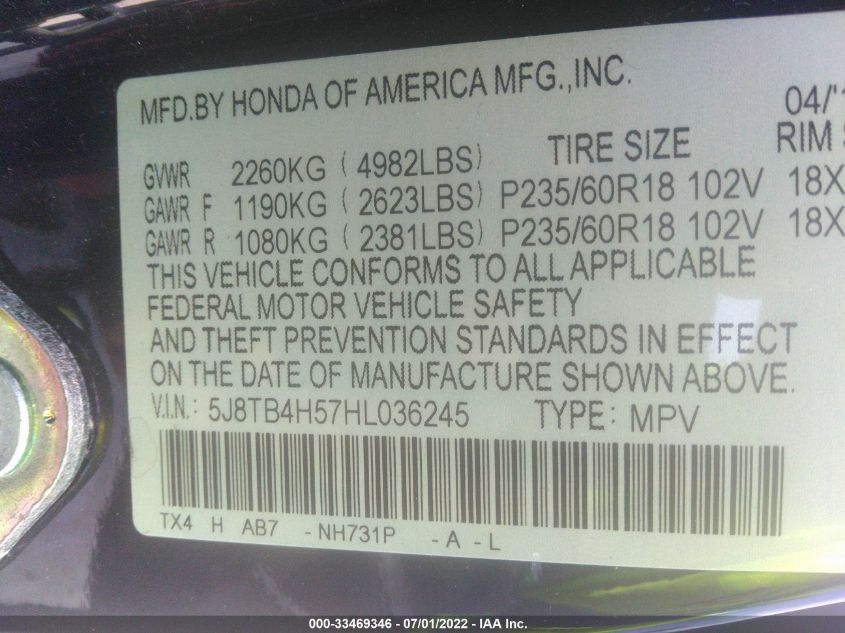 MFD.BY HONDA OF AMERICA MFG.,INC.
04/'1
TIRE SIZE RIM S
GVWR 2260KG ( 4982LBS)
GAWR F 1190KG ( 2623LBS) P235/60R18 102V 18X
GAWR R 1080KG ( 2381LBS) P235/60R18 102V 18X
THIS VEHICLE CONFORMS TO ALL APPLICABLE
FEDERAL MOTOR VEHICLE SAFETY
AND THEFT PREVENTION STANDARDS IN EFFECT
ON THE DATE OF MANUFACTURE SHOWN ABOVE.
V.I.N.: 5J8TB4H57HL036245 TYPE: MPV
TX4 H AB7 -NH731P -A -L
000-33469346 - 07/01/2022 - IAA Inc.